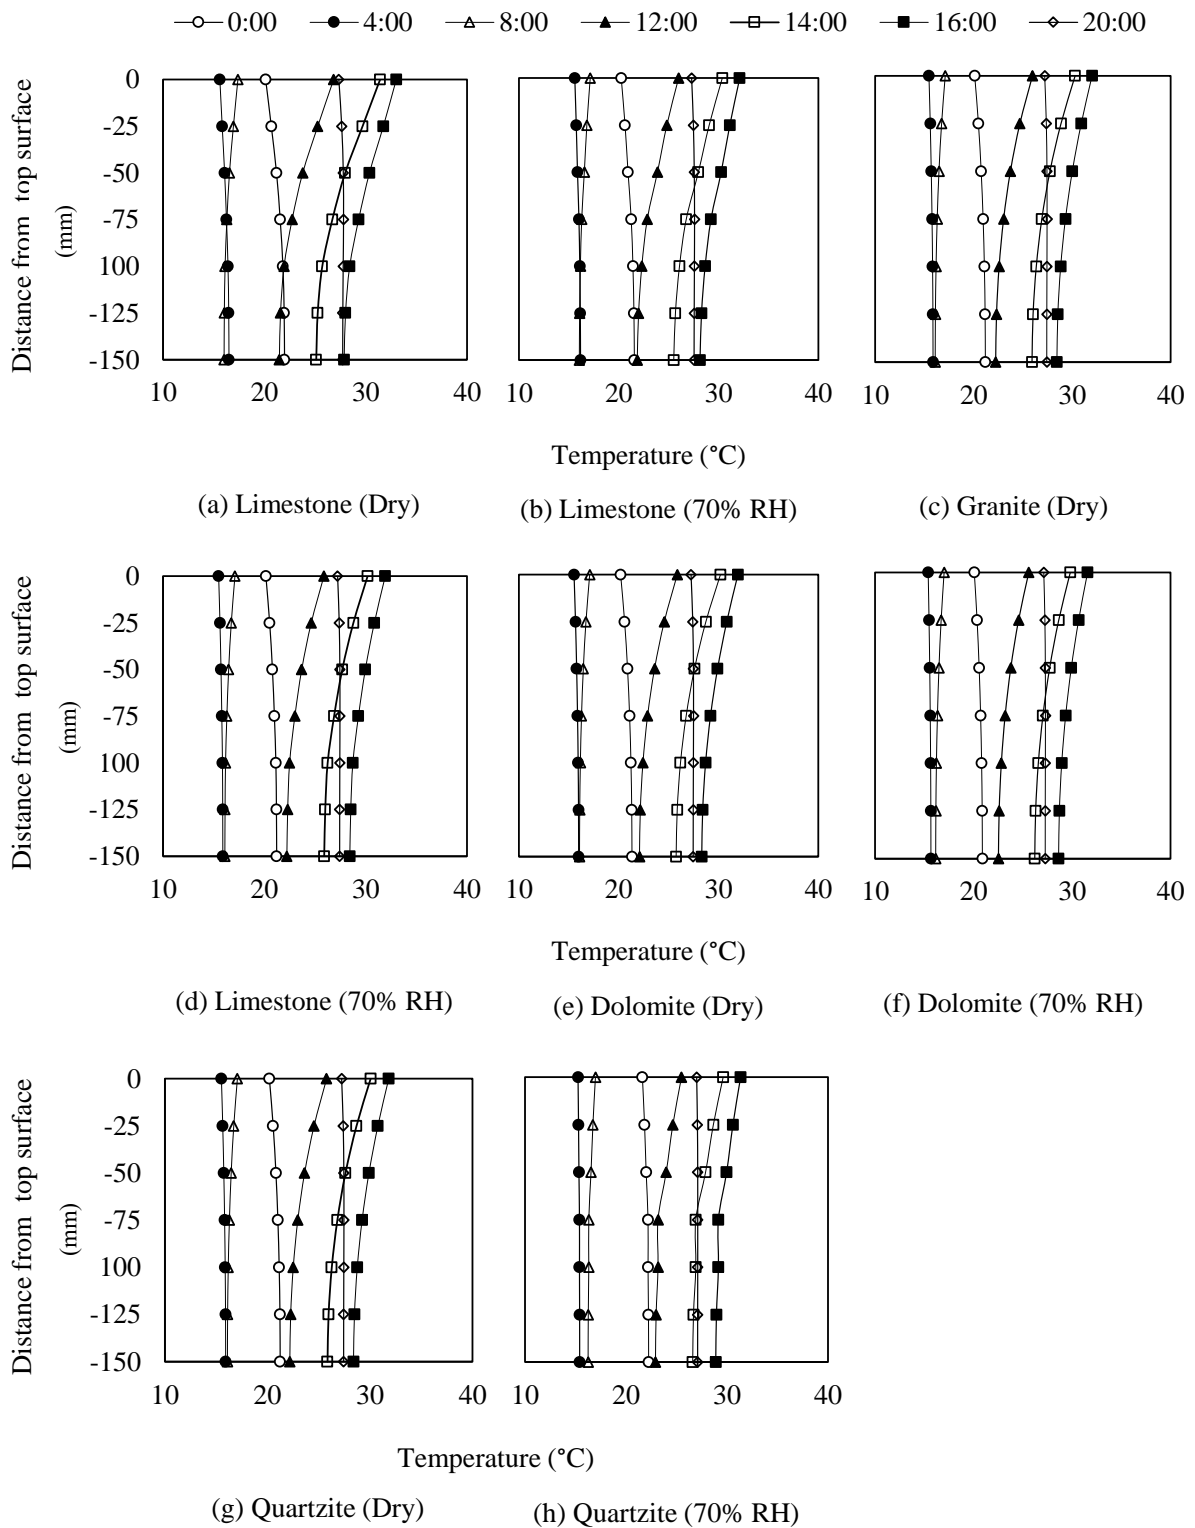 0:00 4:00 8:00 12:00 14:00 16:00 20:00
Distance from top surface
(mm)
0
-25
-50
-75
100
-125
-150
10 20 30 40
10 20 30 40
10 20 30 40
Temperature (°C)
(a) Limestone (Dry)
(b) Limestone (70% RH)
(c) Granite (Dry)
Distance from top surface
(mm)
0
-25
-50
-75
100
-125
-150
10 20 30 40
10 20 30 40
10 20 30 40
Temperature (°C)
(d) Limestone (70% RH)
(e) Dolomite (Dry)
(f) Dolomite (70% RH)
Distance from top surface
(mm)
0
-25
-50
-75
100
-125
-150
10 20 30 40
10 20 30 40
Temperature (°C)
(g) Quartzite (Dry)
(h) Quartzite (70% RH)